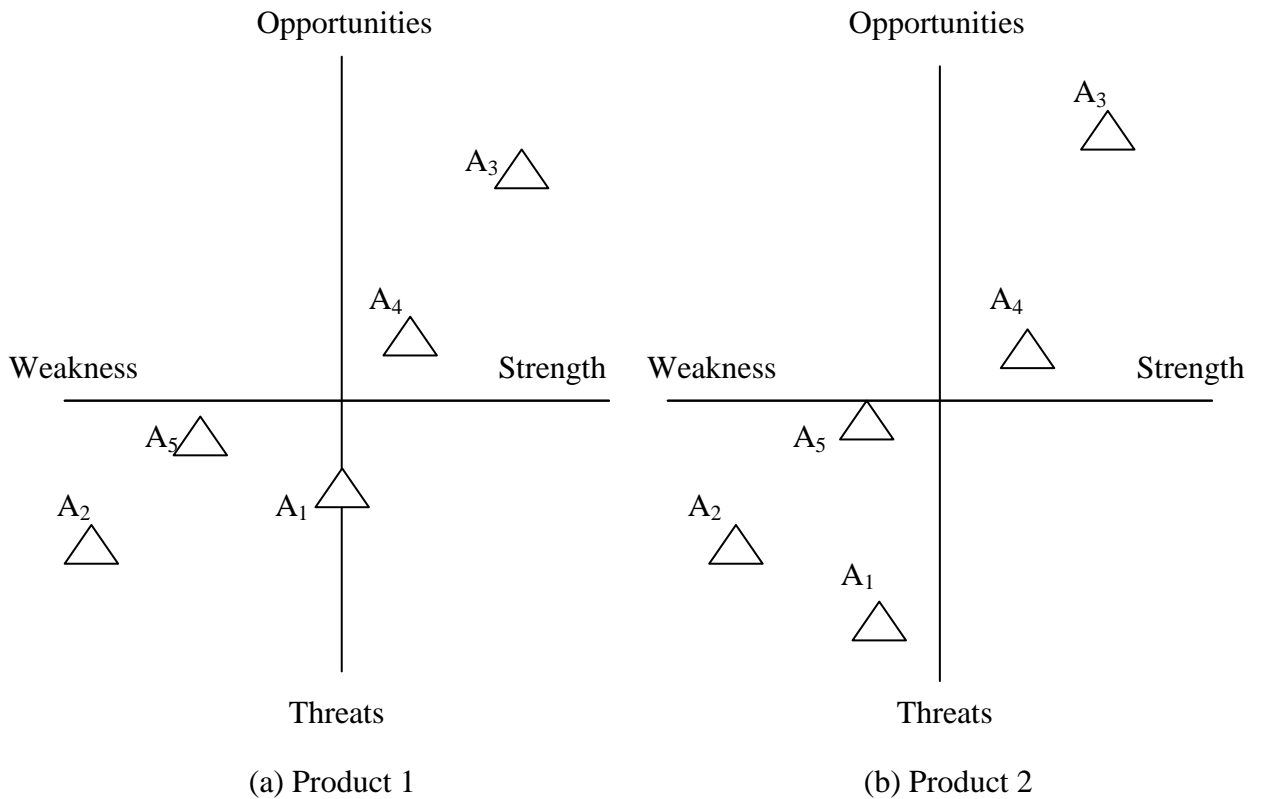 Opportunities
A₃
A₄
Weakness
Strength
A₅
A₂
A₁
Threats
(a) Product 1
Opportunities
A₃
A₄
Weakness
Strength
A₅
A₂
A₁
Threats
(b) Product 2